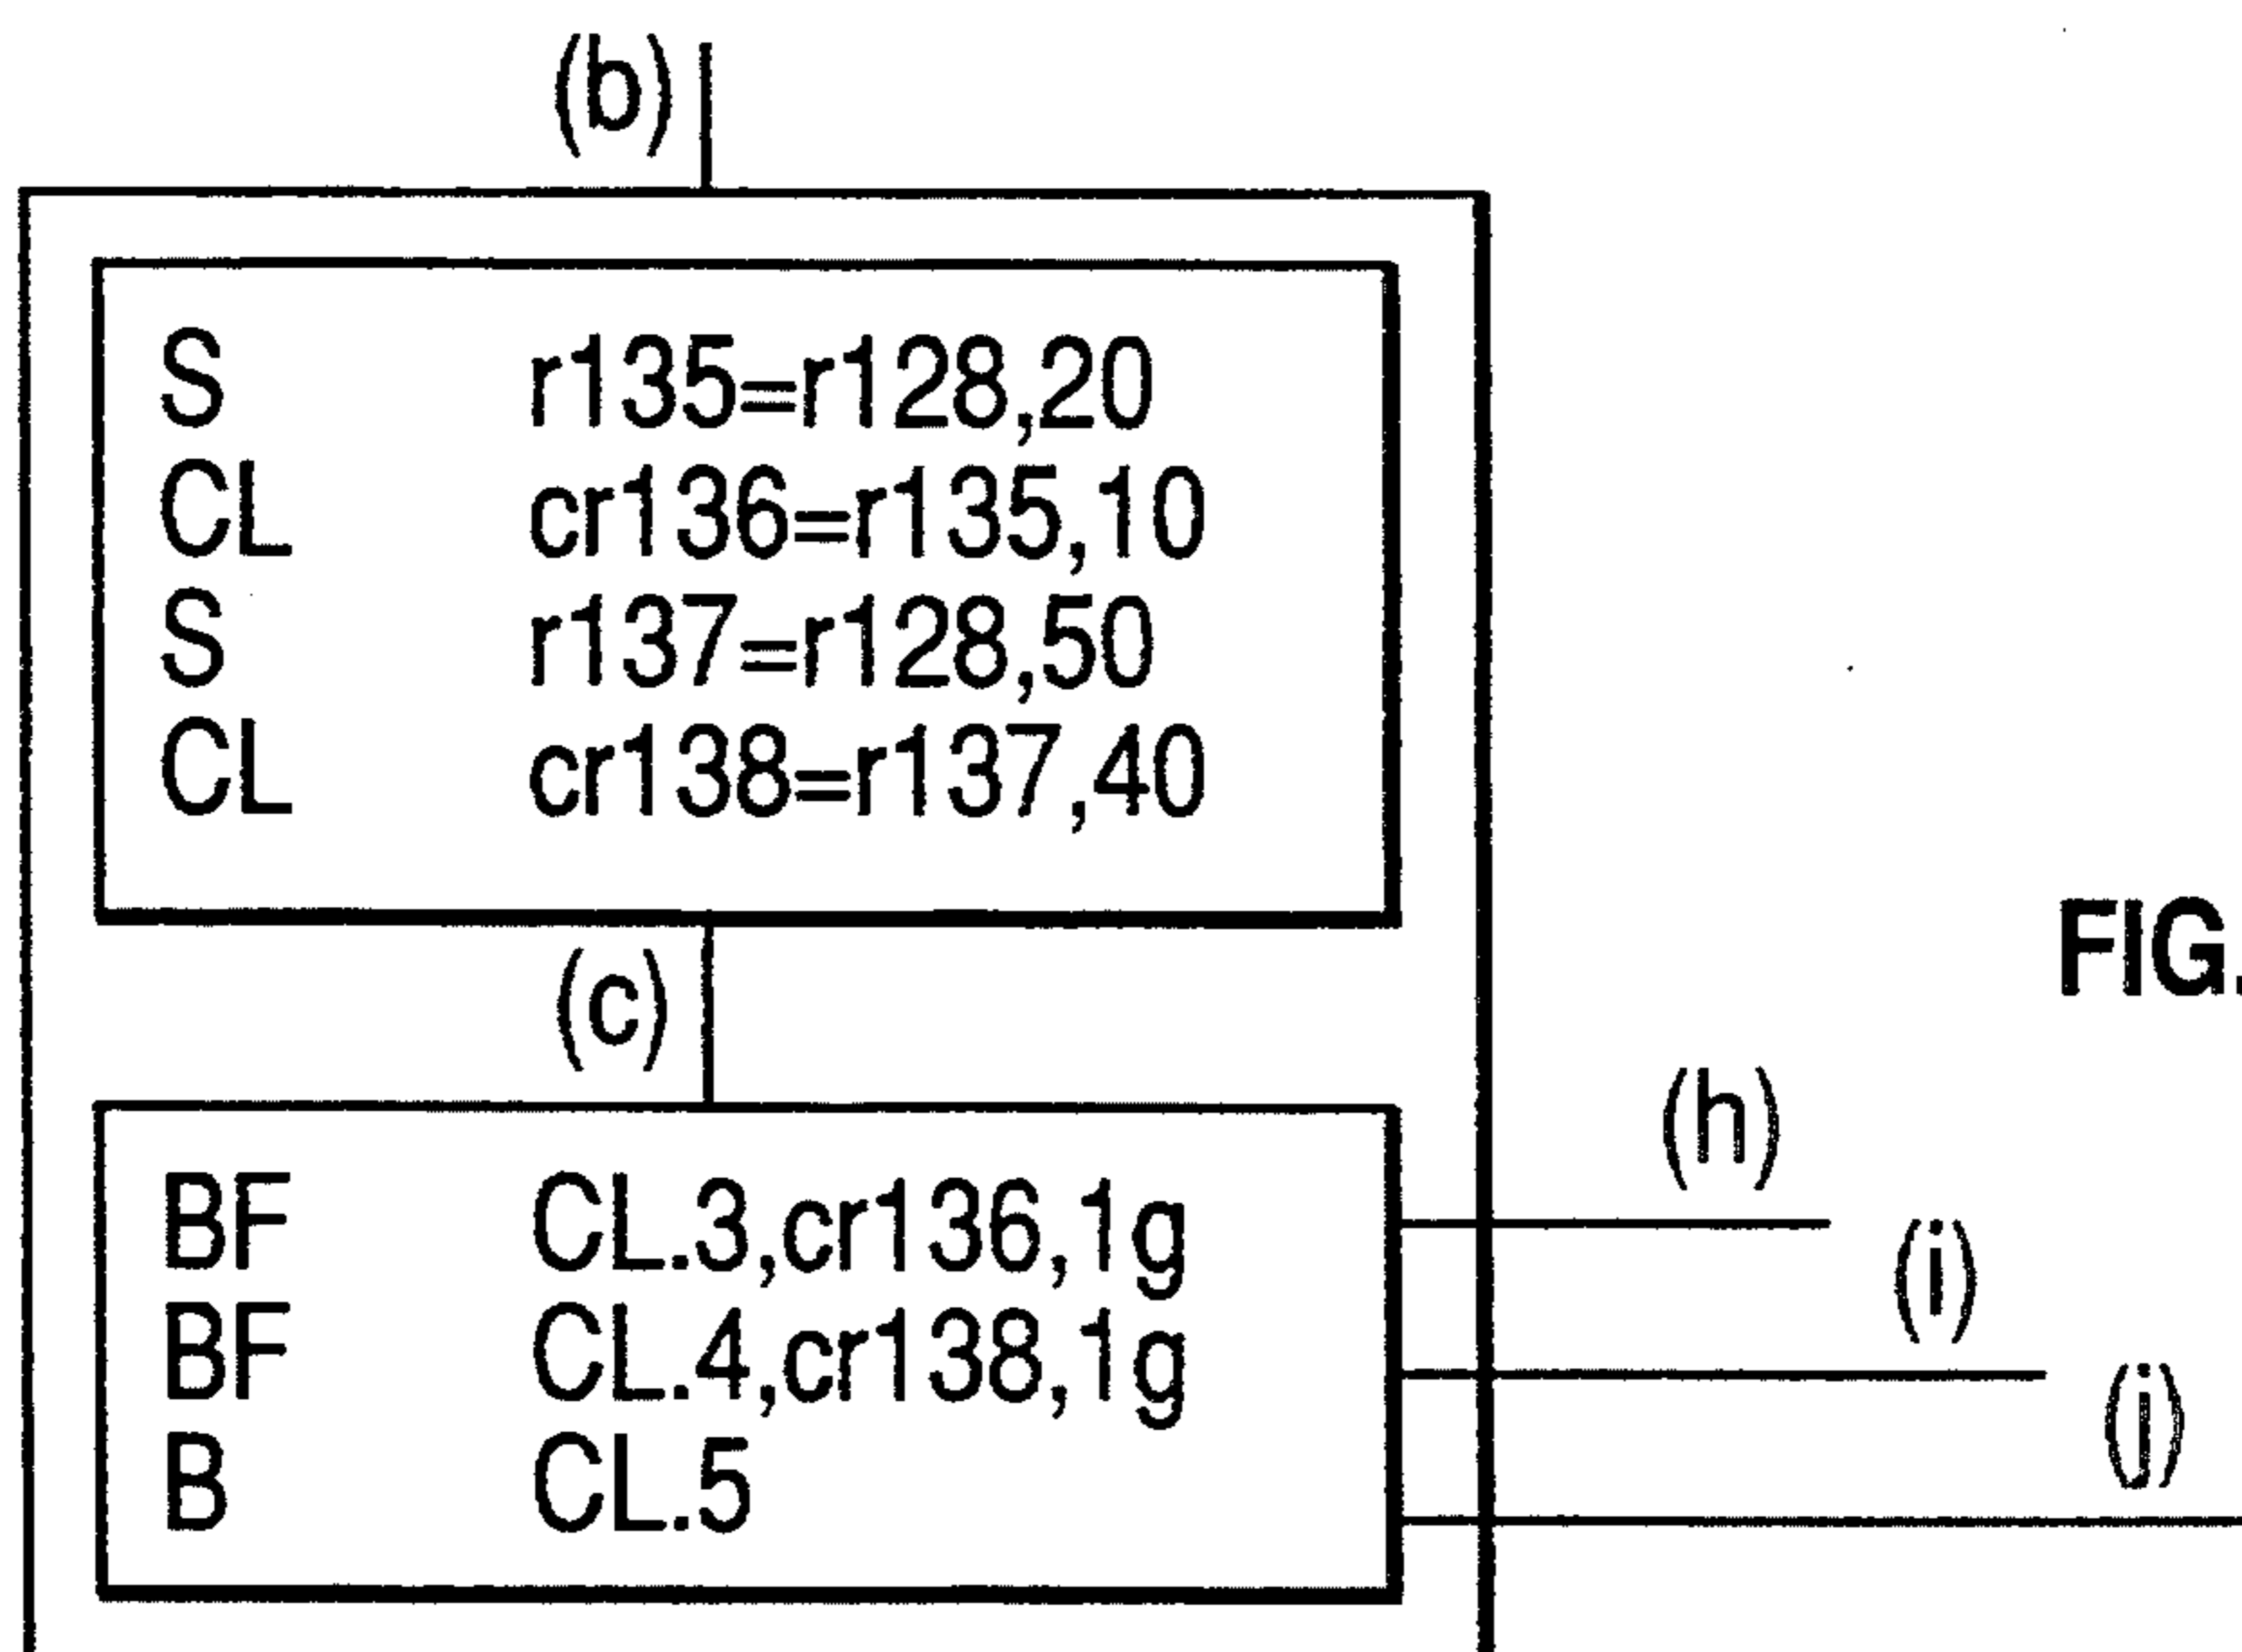 (b)
S r135=r128,20
CL cr136=r135,10
S r137=r128,50
CL cr138=r137,40
FIG.
(c)
(h)
BF CL.3,cr136,1g
(i)
BF CL.4,cr138,1g
(j)
B CL.5